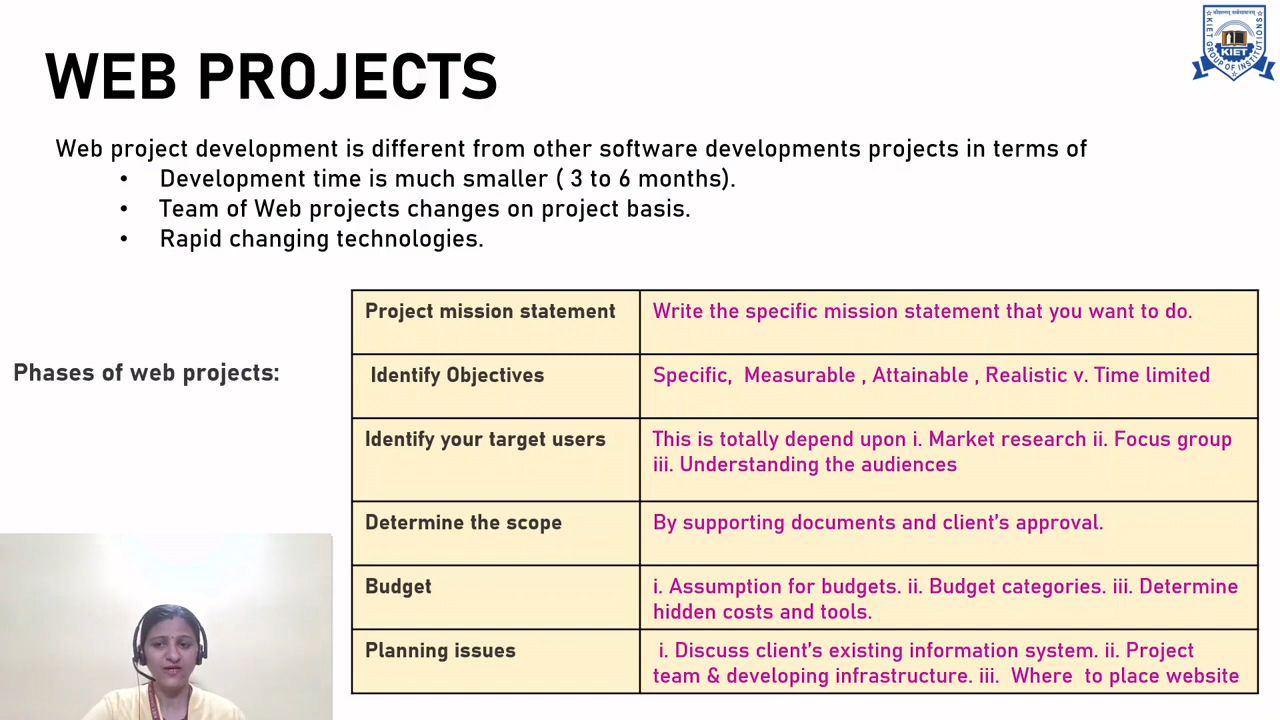 WEB PROJECTS
KIET GROUP OF INSTITUTIONS
KIET
Web project development is different from other software developments projects in terms of
• Development time is much smaller ( 3 to 6 months).
• Team of Web projects changes on project basis.
• Rapid changing technologies.
Phases of web projects:
Project mission statement
Write the specific mission statement that you want to do.
Identify Objectives
Specific, Measurable , Attainable , Realistic v. Time limited
Identify your target users
This is totally depend upon i. Market research ii. Focus group
iii. Understanding the audiences
Determine the scope
By supporting documents and client's approval.
Budget
i. Assumption for budgets. ii. Budget categories. iii. Determine
hidden costs and tools.
Planning issues
i. Discuss client's existing information system. ii. Project
team & developing infrastructure. iii. Where to place website